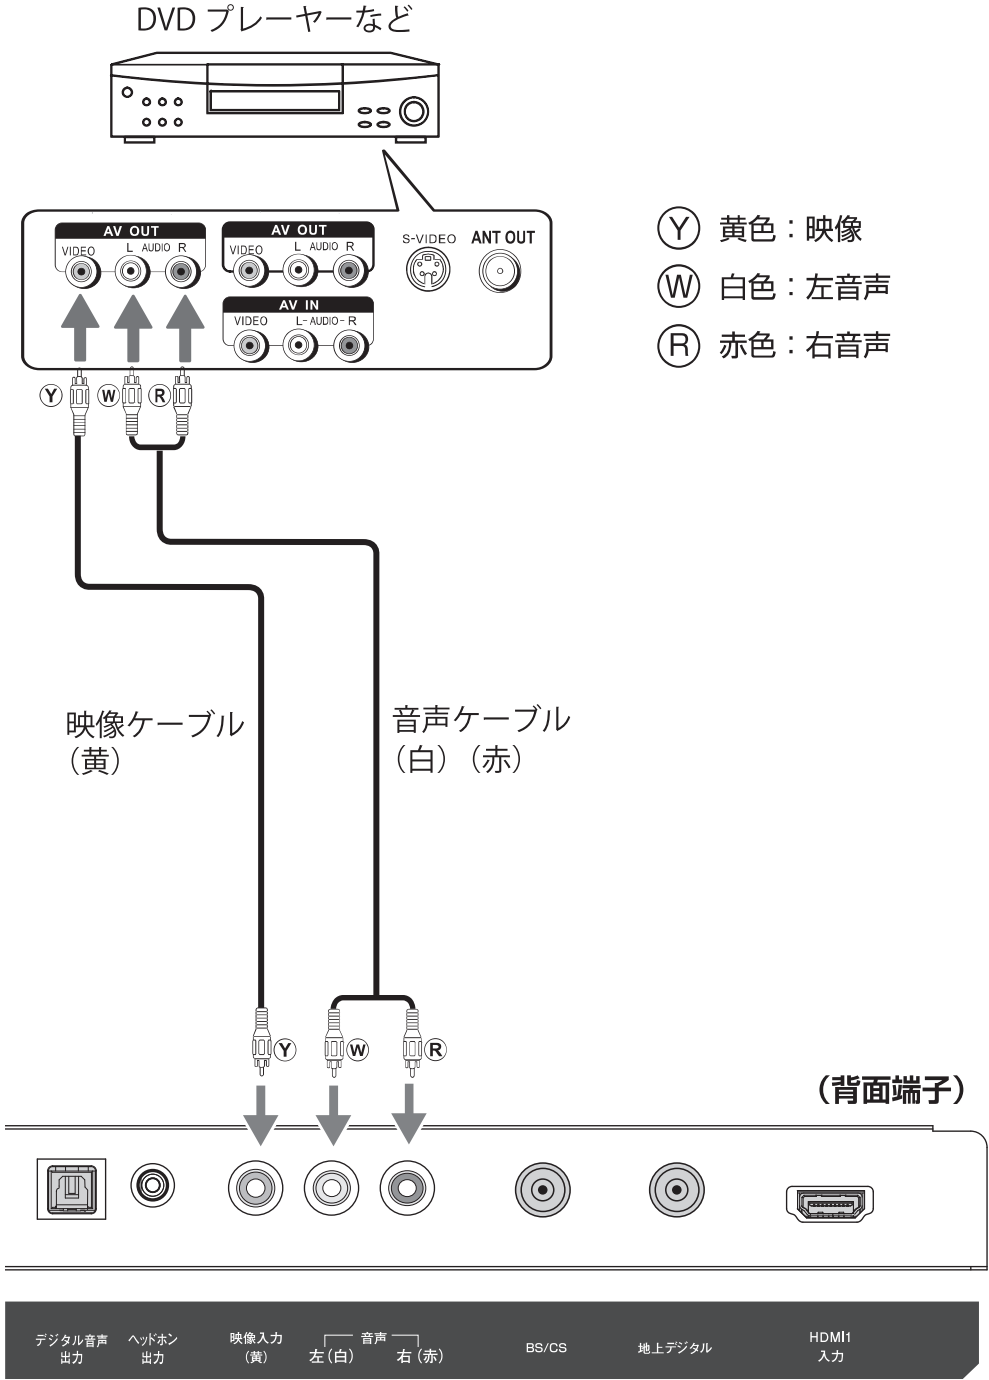 DVD プレーヤーなど
AV OUT
VIDEO L AUDIO R
AV OUT
VIDEO L AUDIO R
S-VIDEO
ANT OUT
AV IN
VIDEO L- AUDIO - R
Y 黄色：映像
W 白色：左音声
R 赤色：右音声
Y W R
映像ケーブル
（黄）
音声ケーブル
（白）（赤）
Y W R
（背面端子）
デジタル音声
出力
ヘッドホン
出力
映像入力
（黄）
音声
左（白） 右（赤）
BS/CS
地上デジタル
HDMI1
入力